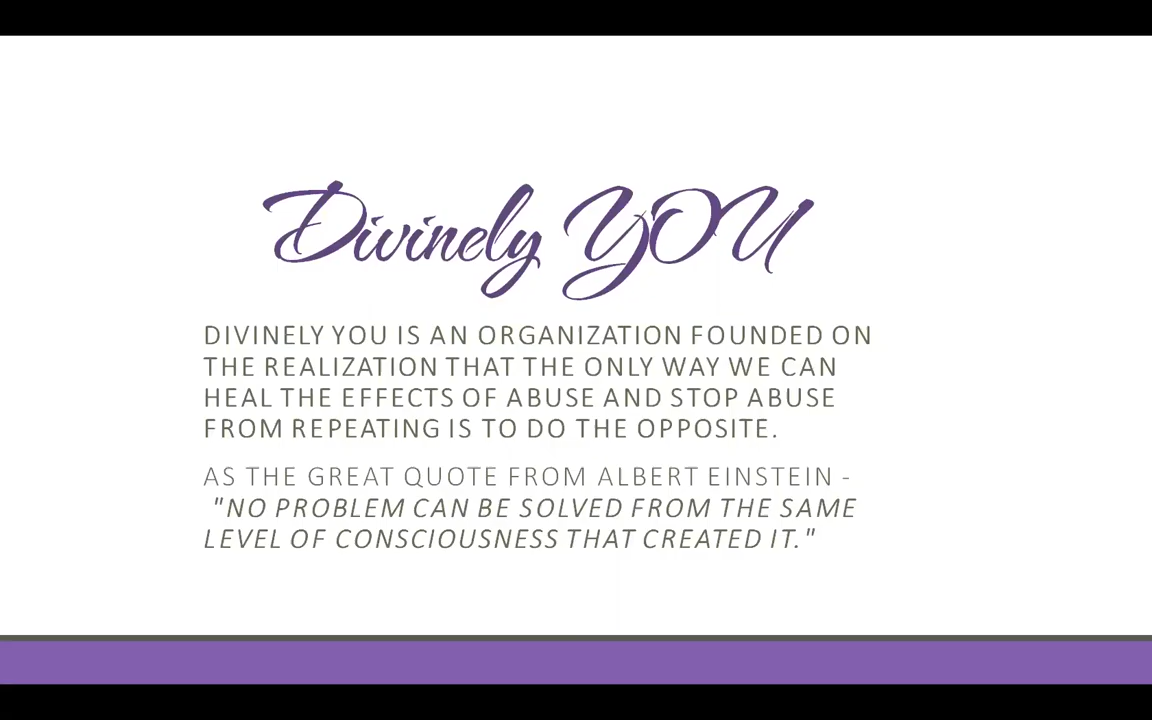 Divinely YOU
DIVINELY YOU IS AN ORGANIZATION FOUNDED ON
THE REALIZATION THAT THE ONLY WAY WE CAN
HEAL THE EFFECTS OF ABUSE AND STOP ABUSE
FROM REPEATING IS TO DO THE OPPOSITE.
AS THE GREAT QUOTE FROM ALBERT EINSTEIN -
"NO PROBLEM CAN BE SOLVED FROM THE SAME
LEVEL OF CONSCIOUSNESS THAT CREATED IT."